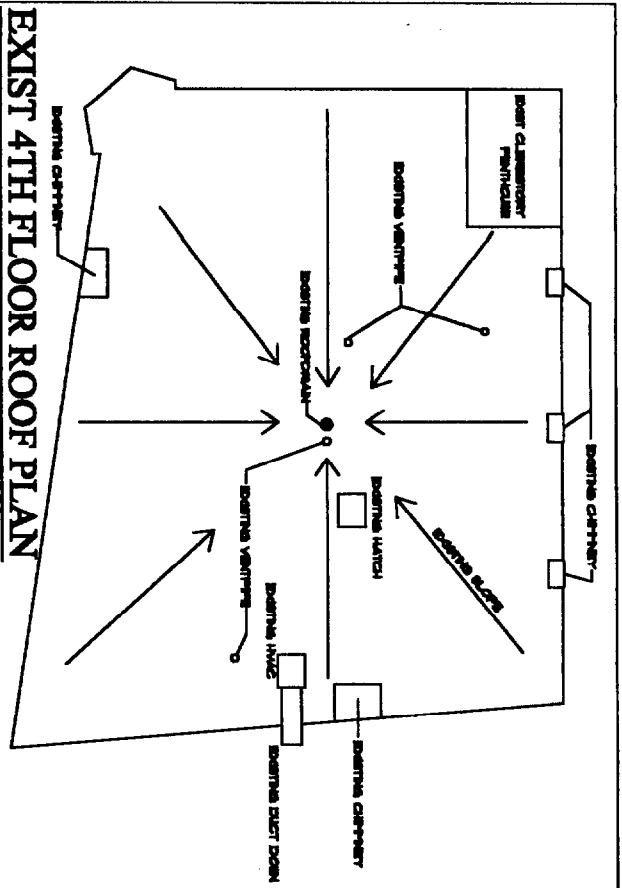 EXISTING CHIMNEY
EXISTING CHIMNEY
EXISTING DUCT DOWN
EXISTING HVAC
EXISTING HATCH
EXISTING SLOPE
EXISTING VENTPIPE
EXISTING ROOFDRAIN
EXISTING VENTPIPE
EXIST CLERESTORY
PENTHOUSE
EXISTING CHIMNEY
EXIST 4TH FLOOR ROOF PLAN